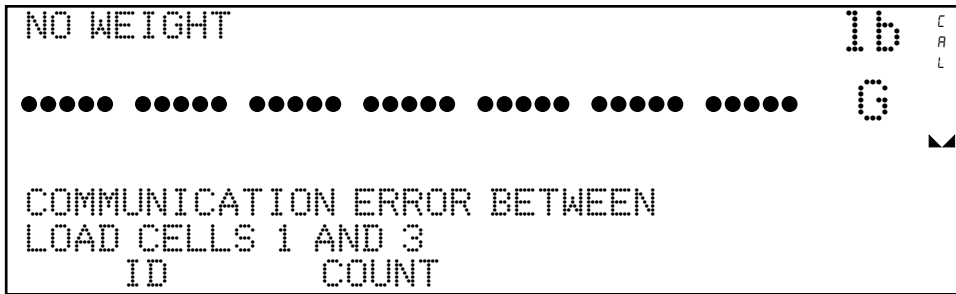 NO WEIGHT
lb
CAL
G
COMMUNICATION ERROR BETWEEN
LOAD CELLS 1 AND 3
ID COUNT